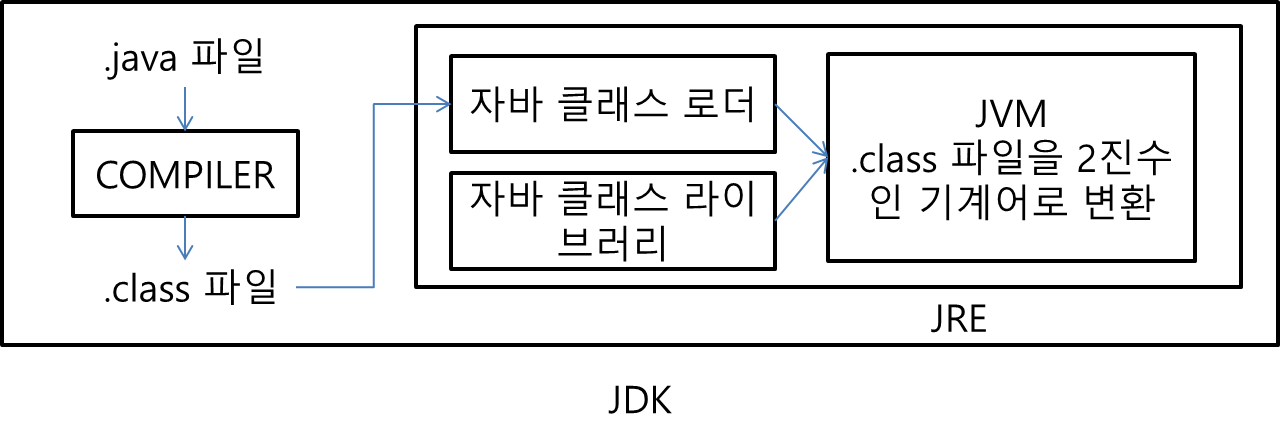 .java 파일
COMPILER
.class 파일
자바 클래스 로더
자바 클래스 라이
브러리
JVM
.class 파일을 2진수
인 기계어로 변환
JRE
JDK